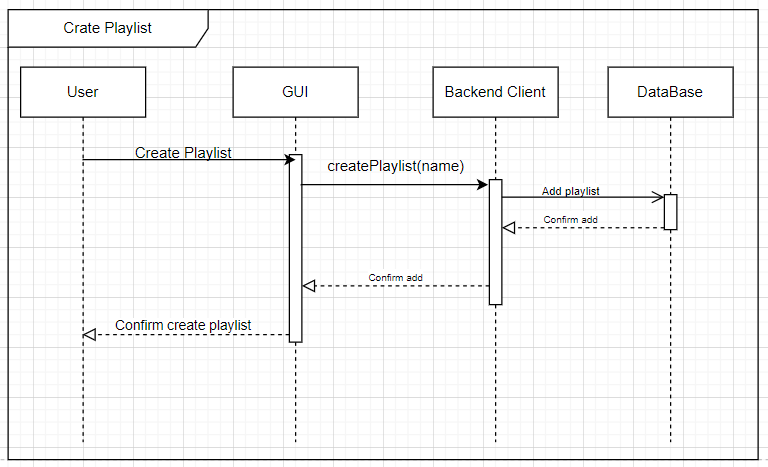 Crate Playlist
User
GUI
Backend Client
DataBase
Create Playlist
createPlaylist(name)
Add playlist
Confirm add
Confirm add
Confirm create playlist